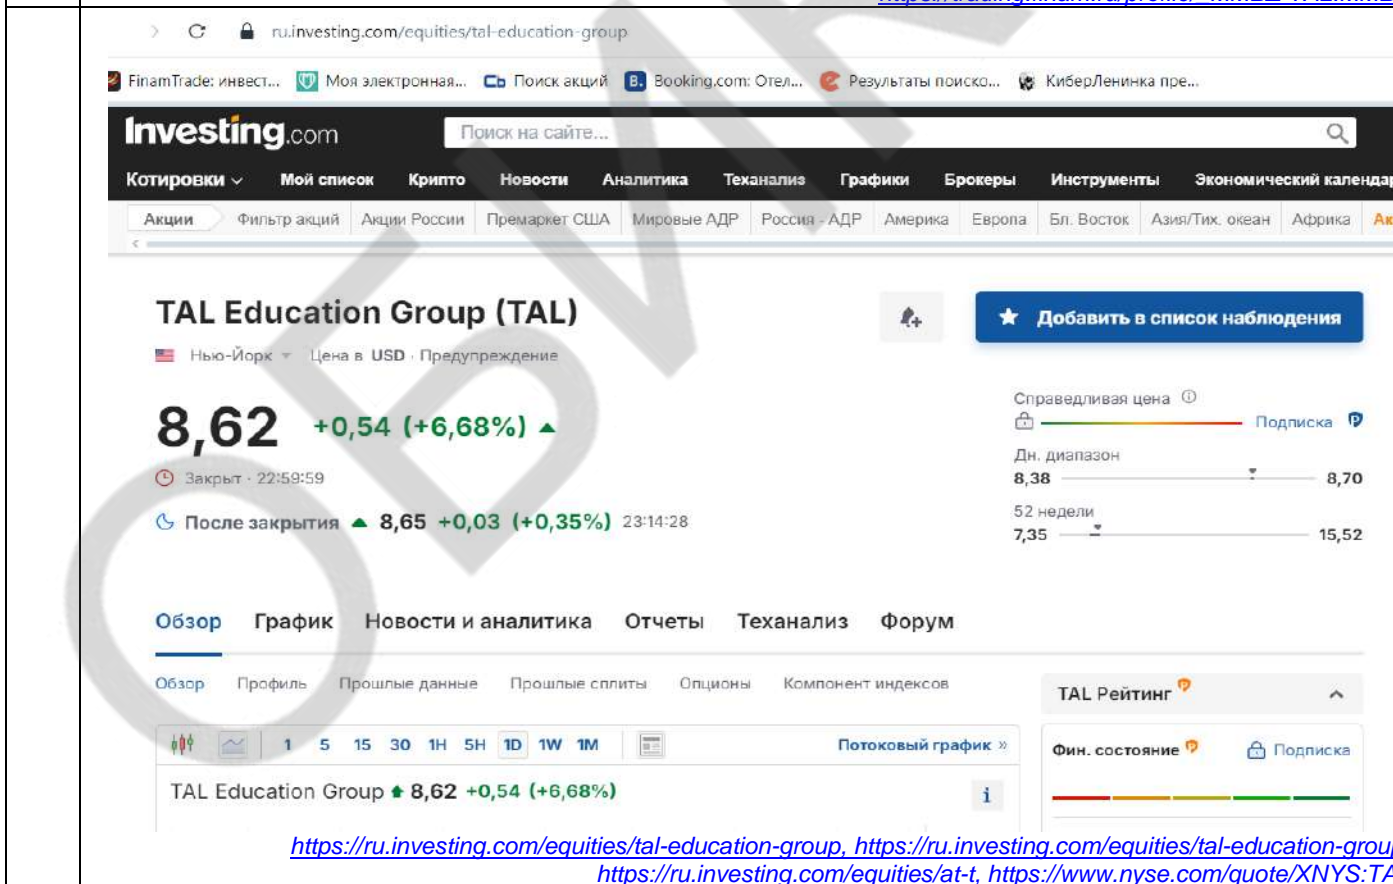 ru.investing.com/equities/tal-education-group
FinamTrade: инвест... Моя электронная... Поиск акций Booking.com: Отел... Результаты поиско... КиберЛенинка пре...
Investing.com Поиск на сайте...
Котировки Мой список Крипто Новости Аналитика Теханализ Графики Брокеры Инструменты Экономический календар
Акции Фильтр акций Акции России Премаркет США Мировые АДР Россия - АДР Америка Европа Бл. Восток Азия/Тих. океан Африка Ак
TAL Education Group (TAL)
Добавить в список наблюдения
Нью-Йорк Цена в USD · Предупреждение
8,62 +0,54 (+6,68%)
Закрыт · 22:59:59
После закрытия 8,65 +0,03 (+0,35%) 23:14:28
Справедливая цена
Подписка
Дн. диапазон
8,38 8,70
52 недели
7,35 15,52
Обзор График Новости и аналитика Отчеты Теханализ Форум
Обзор Профиль Прошлые данные Прошлые сплиты Опционы Компонент индексов
TAL Рейтинг
1 5 15 30 1H 5H 1D 1W 1M Потоковый график »
Фин. состояние Подписка
TAL Education Group 8,62 +0,54 (+6,68%)
https://ru.investing.com/equities/tal-education-group, https://ru.investing.com/equities/tal-education-group
https://ru.investing.com/equities/at-t, https://www.nyse.com/quote/XNYS:TA